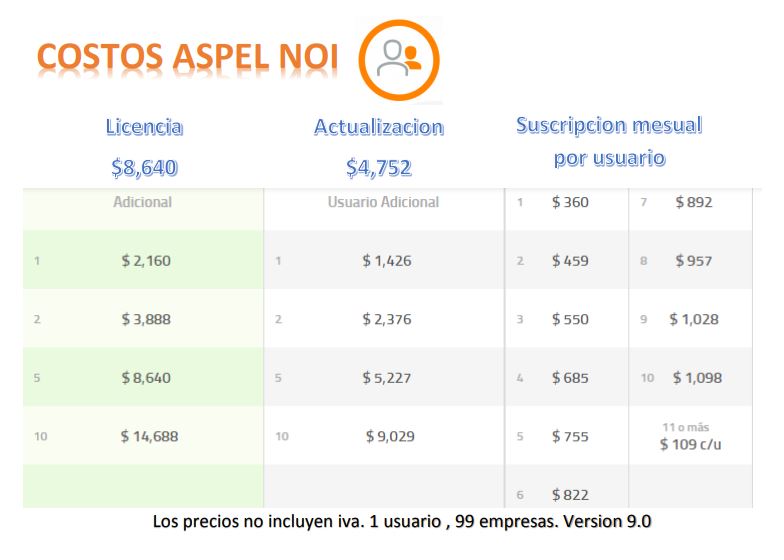 COSTOS ASPEL NOI
Licencia
$8,640
Actualizacion
$4,752
Suscripcion mesual
por usuario
Adicional
1 $ 2,160
2 $ 3,888
5 $ 8,640
10 $ 14,688
Usuario Adicional
1 $ 1,426
2 $ 2,376
5 $ 5,227
10 $ 9,029
1 $ 360
2 $ 459
3 $ 550
4 $ 685
5 $ 755
6 $ 822
7 $ 892
8 $ 957
9 $ 1,028
10 $ 1,098
11 o más
$ 109 c/u
Los precios no incluyen iva. 1 usuario , 99 empresas. Version 9.0